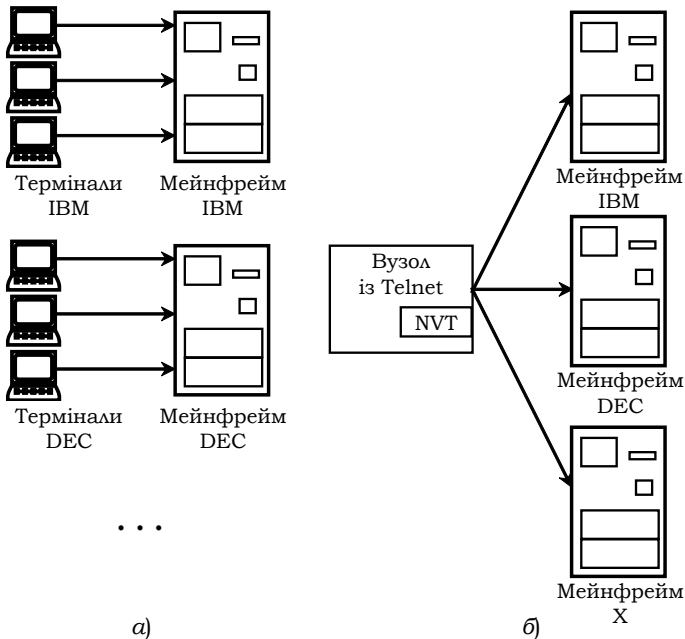 Термінали
IBM
Мейнфрейм
IBM
Термінали
DEC
Мейнфрейм
DEC
. . .
а)
Вузол
із Telnet
NVT
Мейнфрейм
IBM
Мейнфрейм
DEC
Мейнфрейм
X
б)